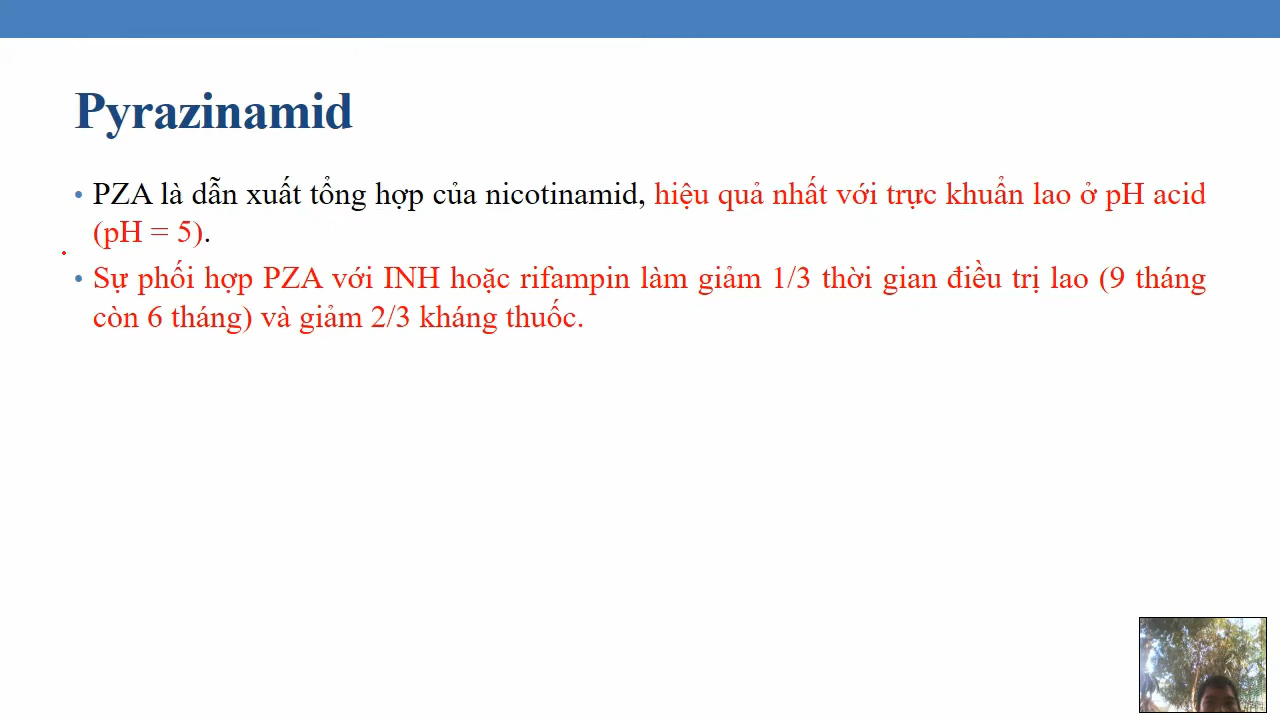 Pyrazinamid
• PZA là dẫn xuất tổng hợp của nicotinamid, hiệu quả nhất với trực khuẩn lao ở pH acid
(pH = 5).
• Sự phối hợp PZA với INH hoặc rifampin làm giảm 1/3 thời gian điều trị lao (9 tháng
còn 6 tháng) và giảm 2/3 kháng thuốc.